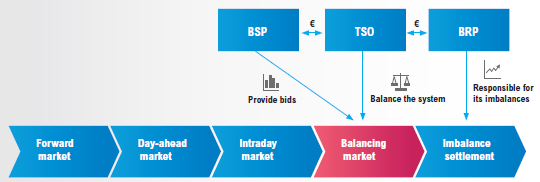 BSP
€
TSO
€
BRP
Provide bids
Balance the system
Responsible for
its imbalances
Forward
market
Day-ahead
market
Intraday
market
Balancing
market
Imbalance
settlement